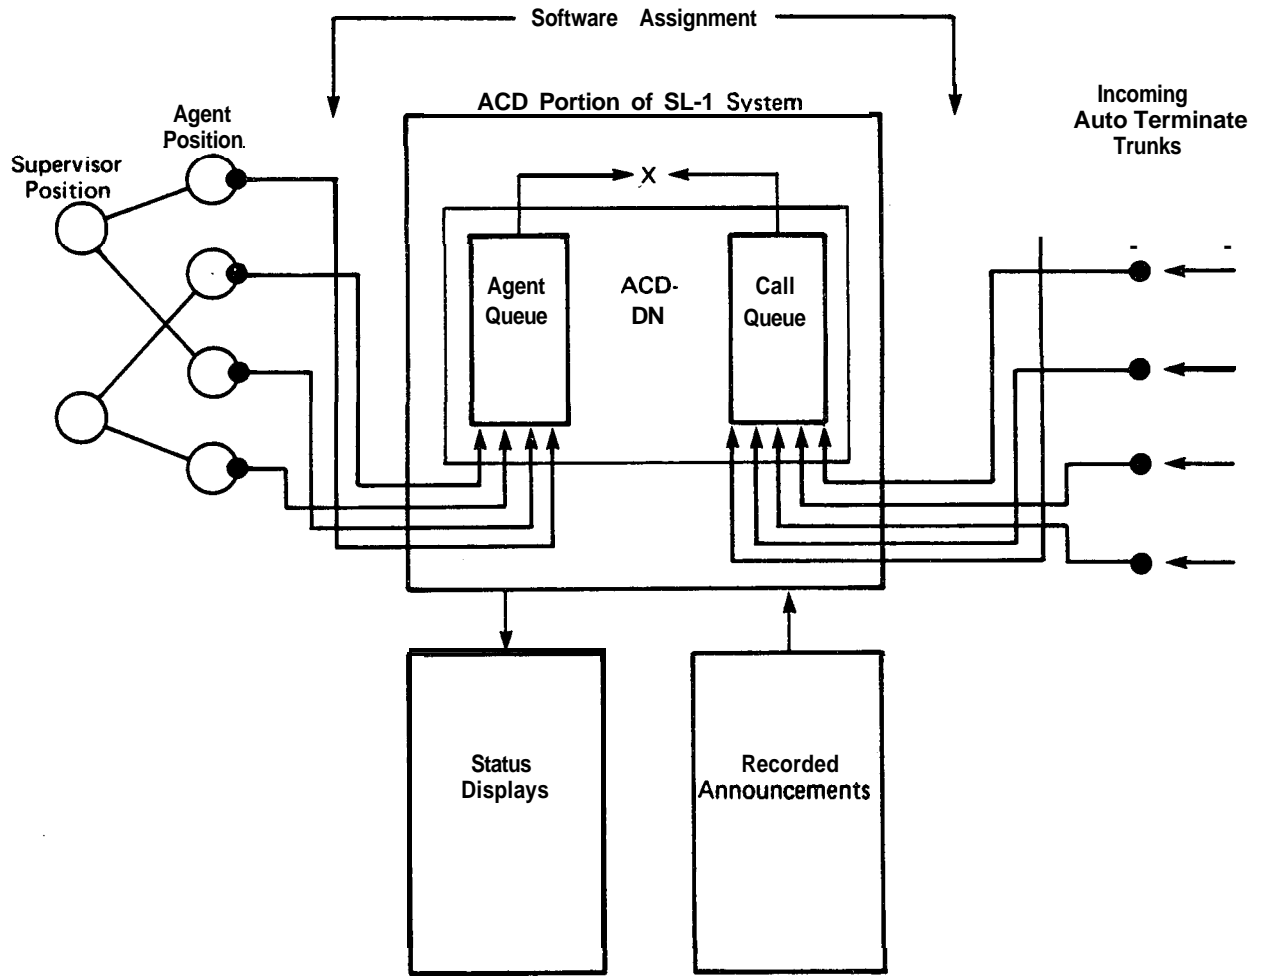 Software Assignment
ACD Portion of SL-1 System
Incoming
Auto Terminate
Trunks
Agent
Position.
Supervisor
Position
X
Agent
Queue
ACD-
DN
Call
Queue
Status
Displays
Recorded
Announcements